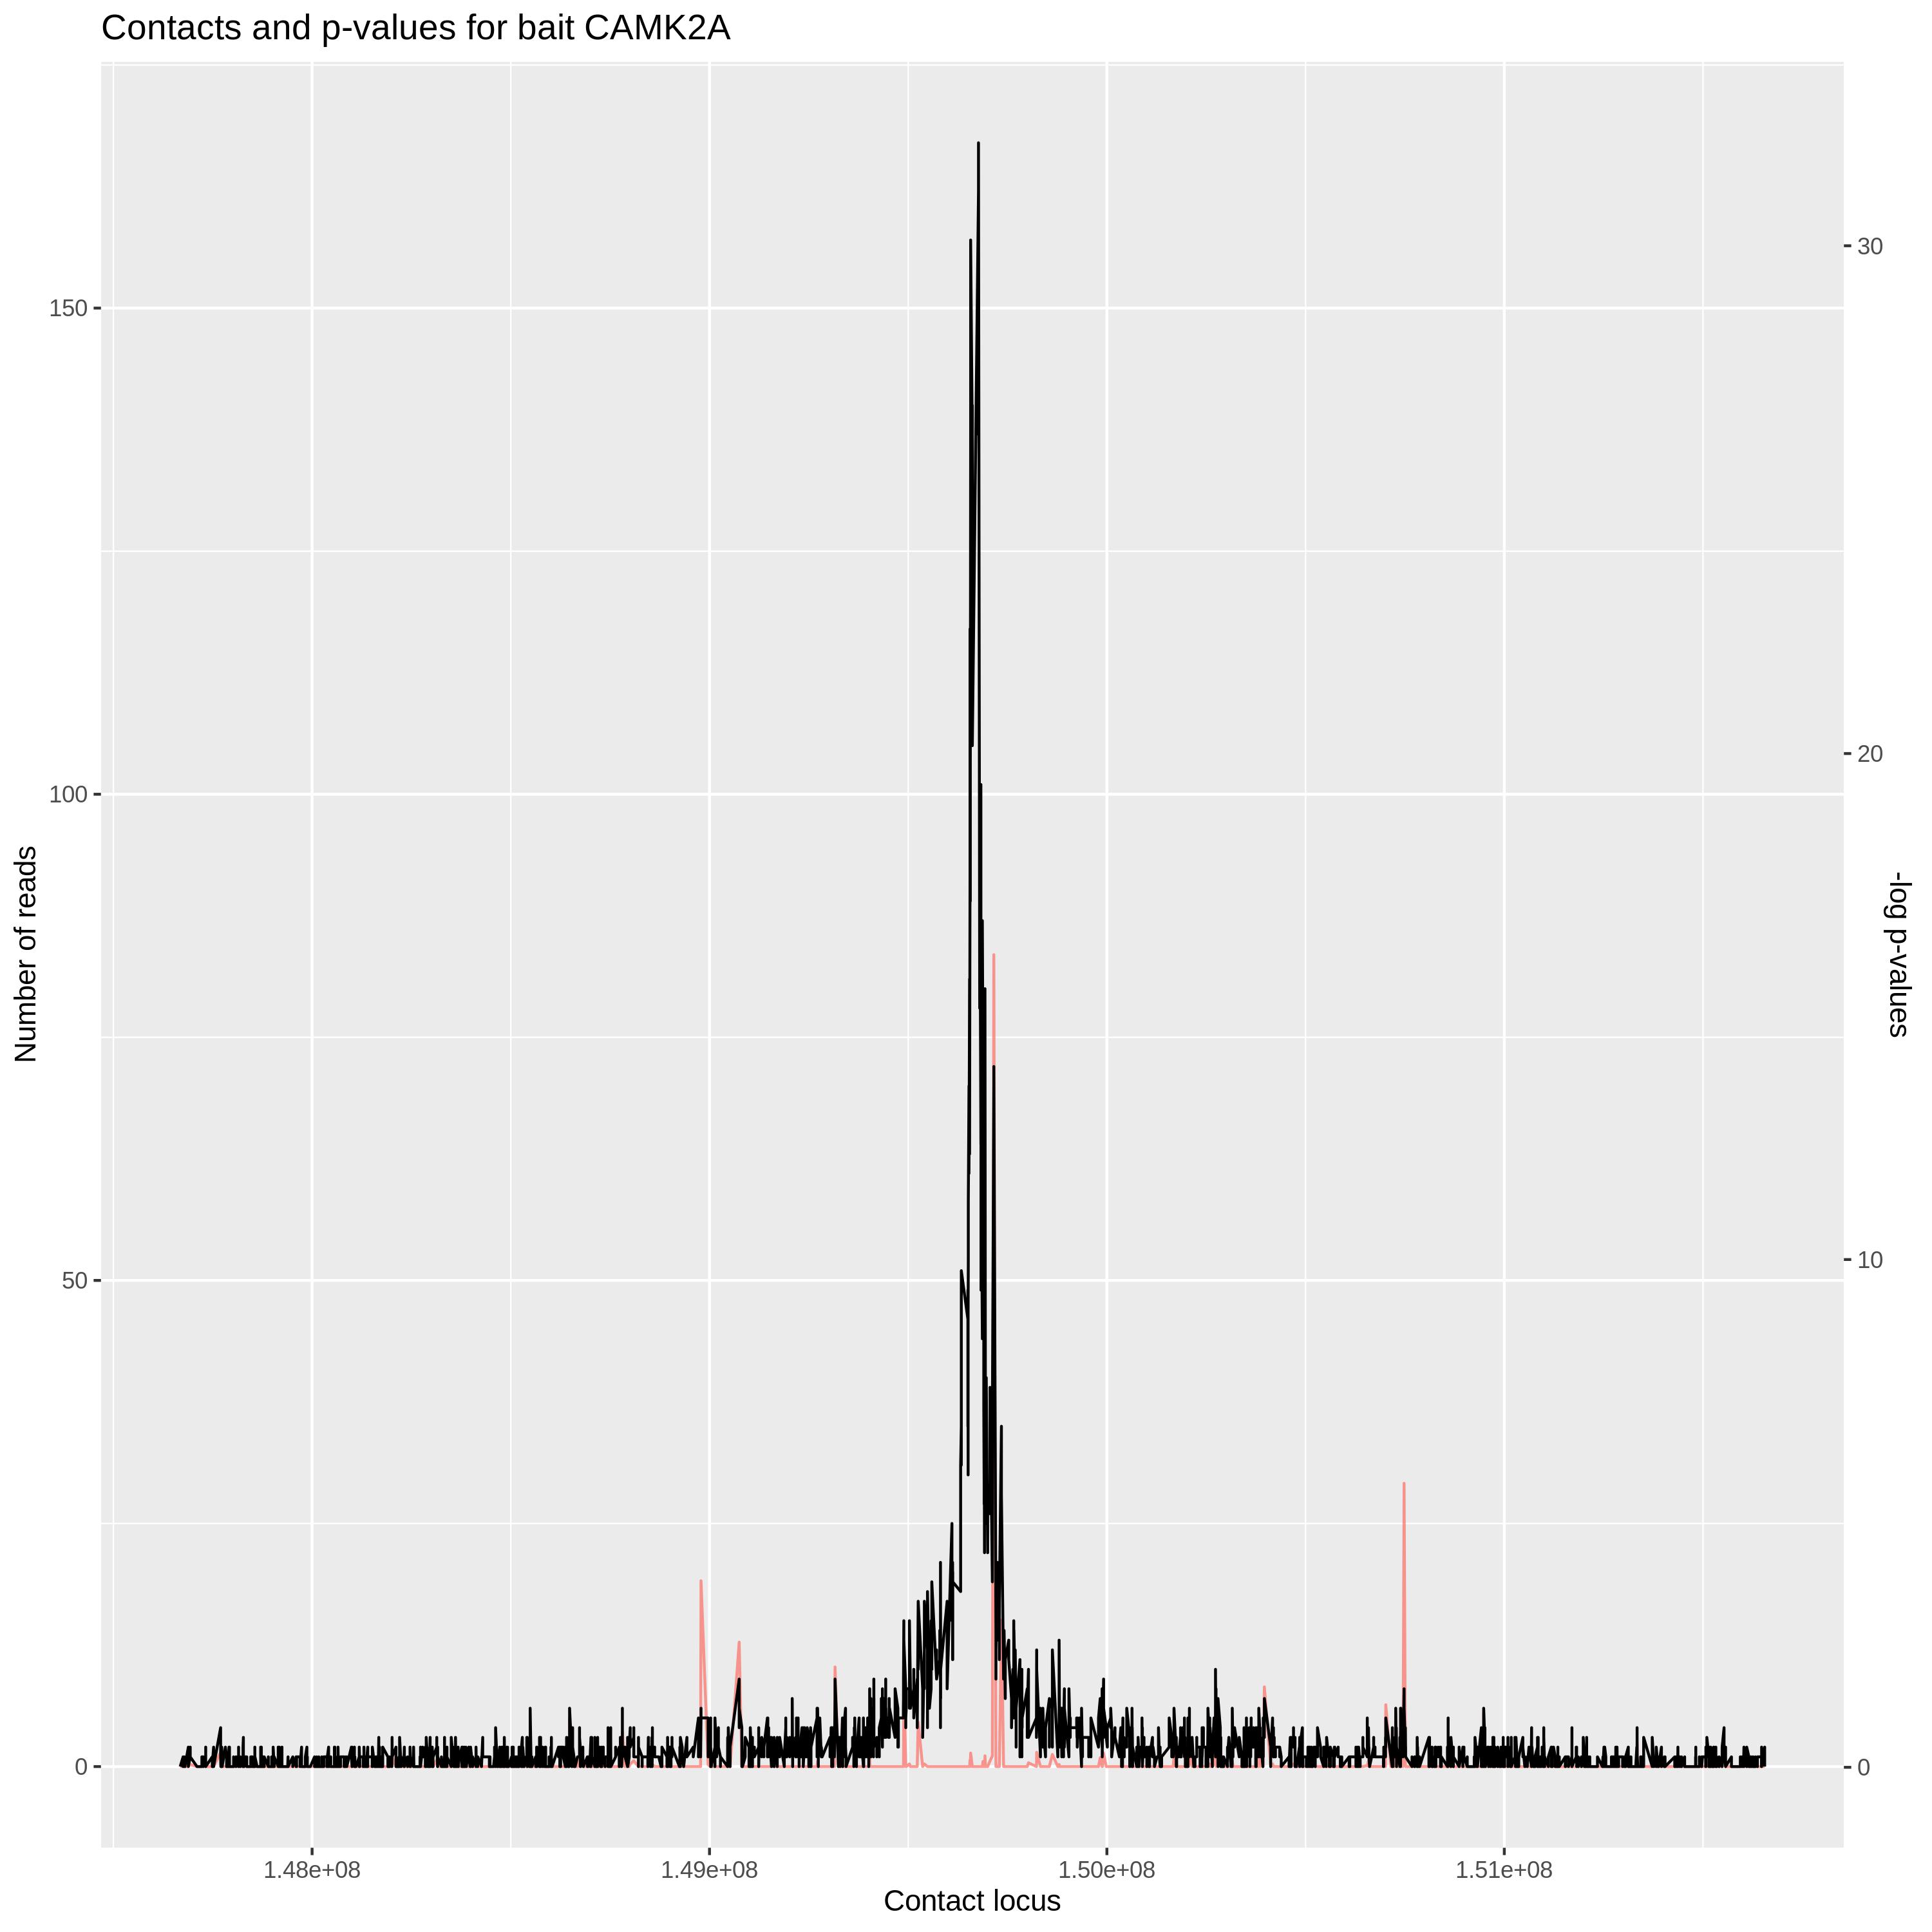 Contacts and p-values for bait CAMK2A
150
100
50
0
Number of reads
30
20
10
0
-log p-values
1.48e+08
1.49e+08
1.50e+08
1.51e+08
Contact locus